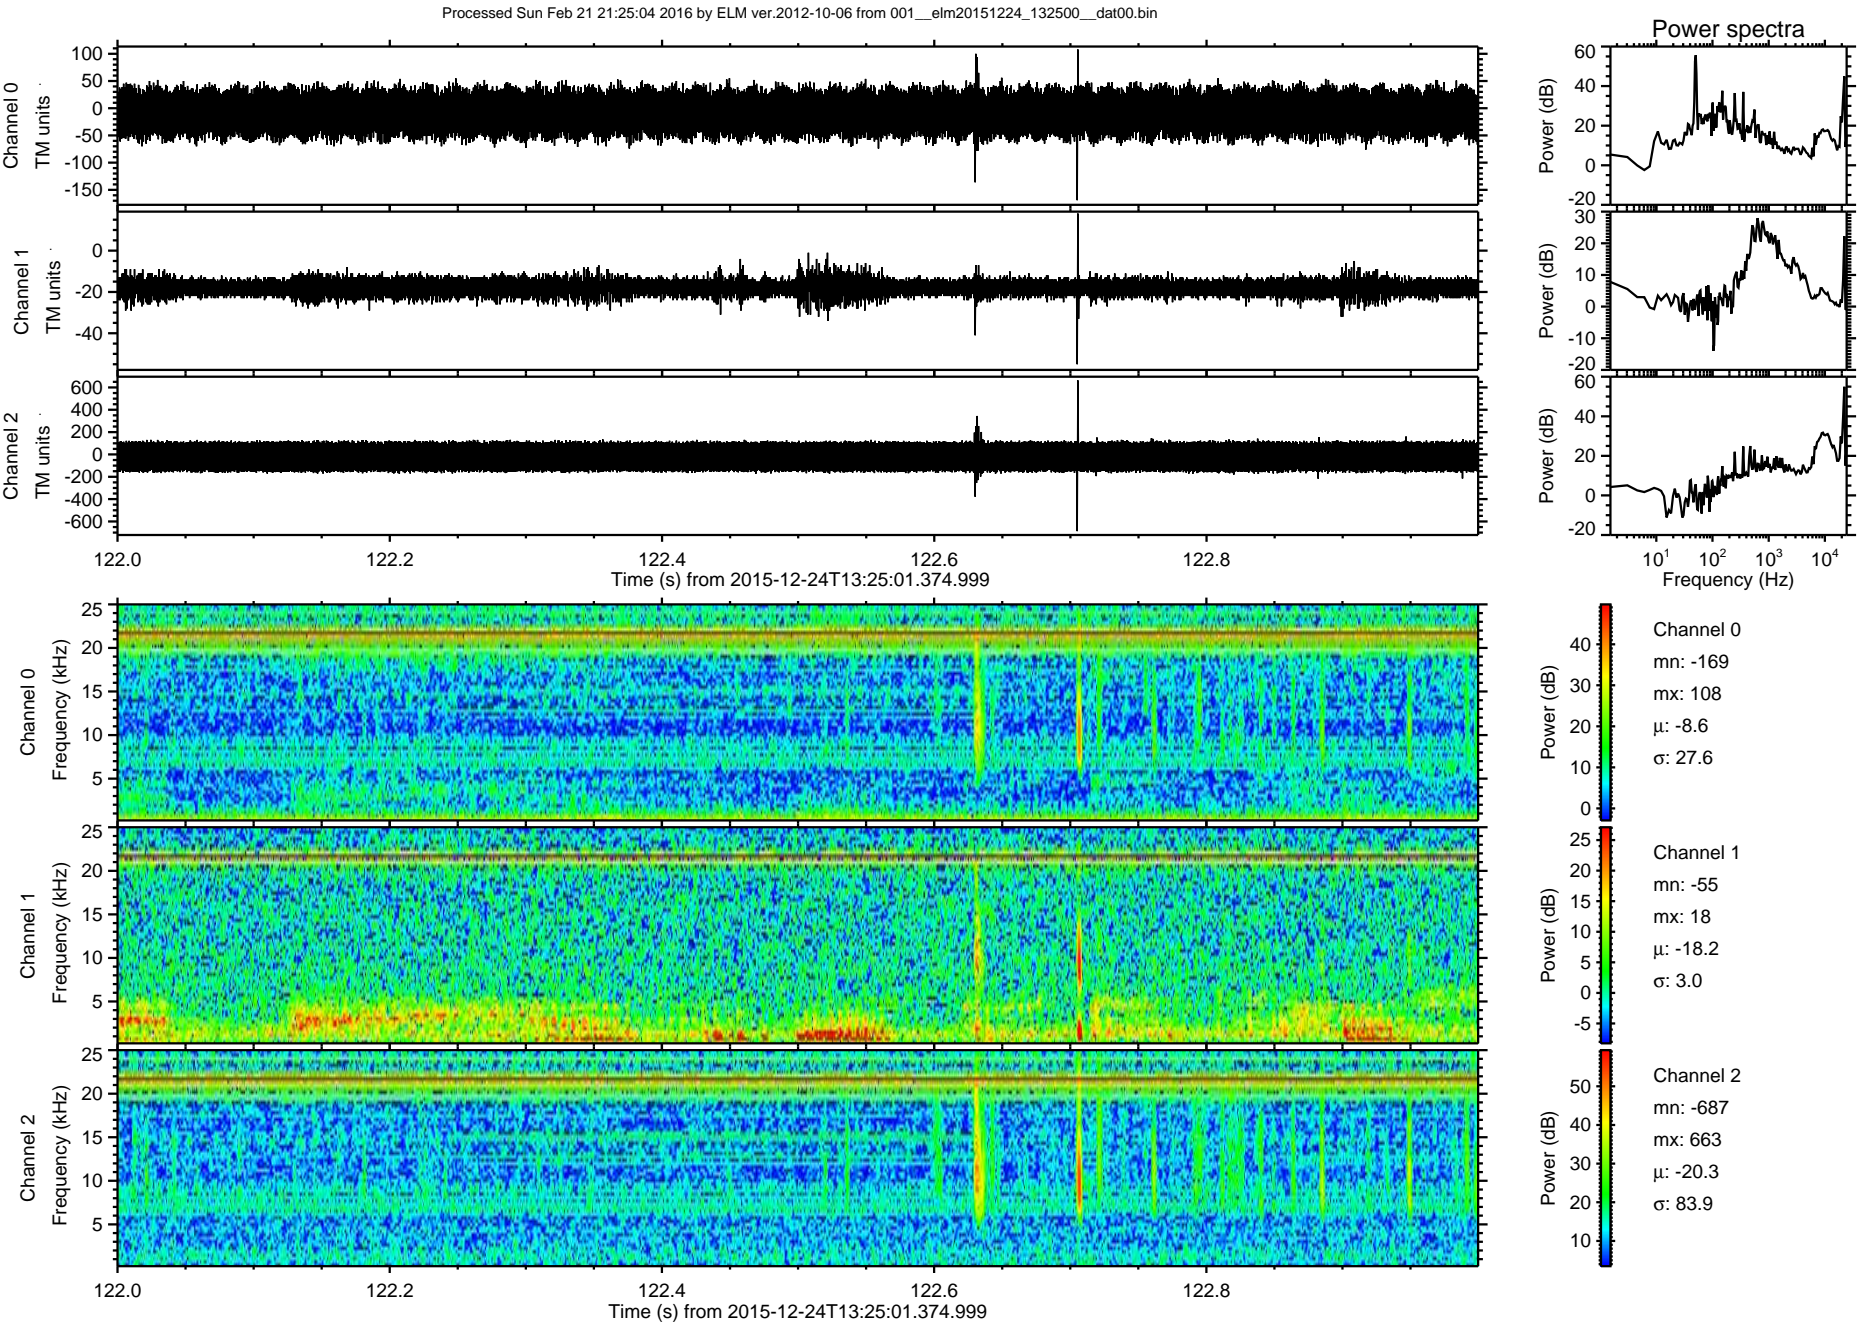 Processed Sun Feb 21 21:25:04 2016 by ELM ver.2012-10-06 from 001__elm20151224_132500__dat00.bin
Power spectra
Channel 0
TM units
100
50
0
-50
-100
-150
Power (dB)
60
40
20
0
-20
Channel 1
TM units
0
-20
-40
Power (dB)
30
20
10
0
-10
-20
Channel 2
TM units
600
400
200
0
-200
-400
-600
Power (dB)
60
40
20
0
-20
122.0 122.2 122.4 122.6 122.8
Time (s) from 2015-12-24T13:25:01.374.999
10¹ 10² 10³ 10⁴
Frequency (Hz)
Channel 0
Frequency (kHz)
25
20
15
10
5
Power (dB)
40
30
20
10
0
Channel 0
mn: -169
mx: 108
μ: -8.6
σ: 27.6
Channel 1
Frequency (kHz)
25
20
15
10
5
Power (dB)
25
20
15
10
5
0
-5
Channel 1
mn: -55
mx: 18
μ: -18.2
σ: 3.0
Channel 2
Frequency (kHz)
25
20
15
10
5
Power (dB)
50
40
30
20
10
Channel 2
mn: -687
mx: 663
μ: -20.3
σ: 83.9
122.0 122.2 122.4 122.6 122.8
Time (s) from 2015-12-24T13:25:01.374.999